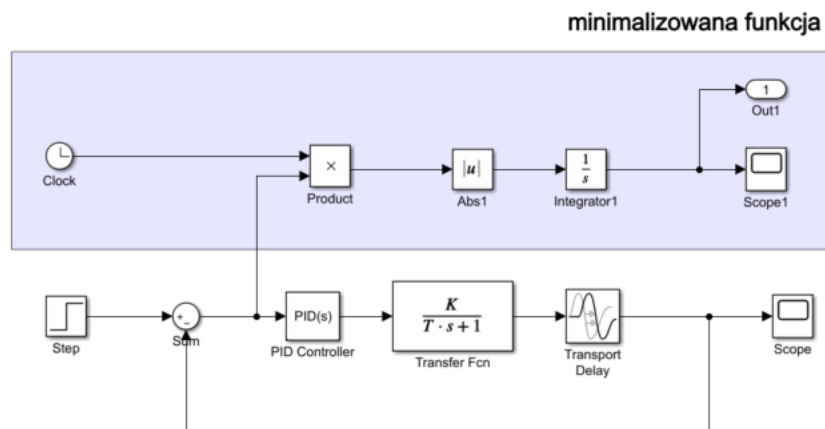 minimalizowana funkcja
1
Out1
Clock
×
Product
|u|
Abs1
1
s
Integrator1
Scope1
Step
+
−
Sum
PID(s)
PID Controller
K
T · s + 1
Transfer Fcn
Transport
Delay
Scope